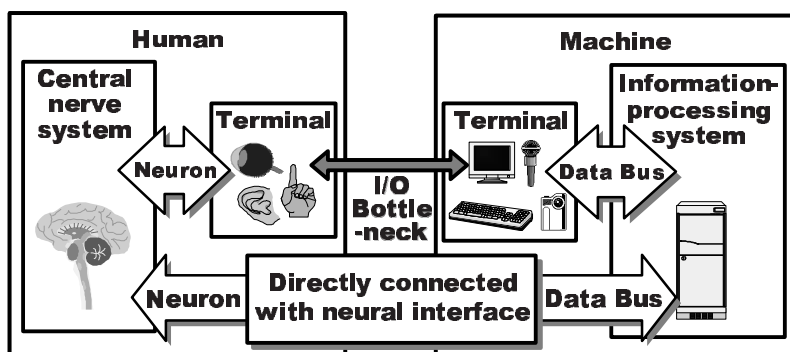 Human
Central
nerve
system
Neuron
Terminal
I/O
Bottle-
-neck
Machine
Terminal
Data Bus
Information-
processing
system
Neuron
Directly connected
with neural interface
Data Bus